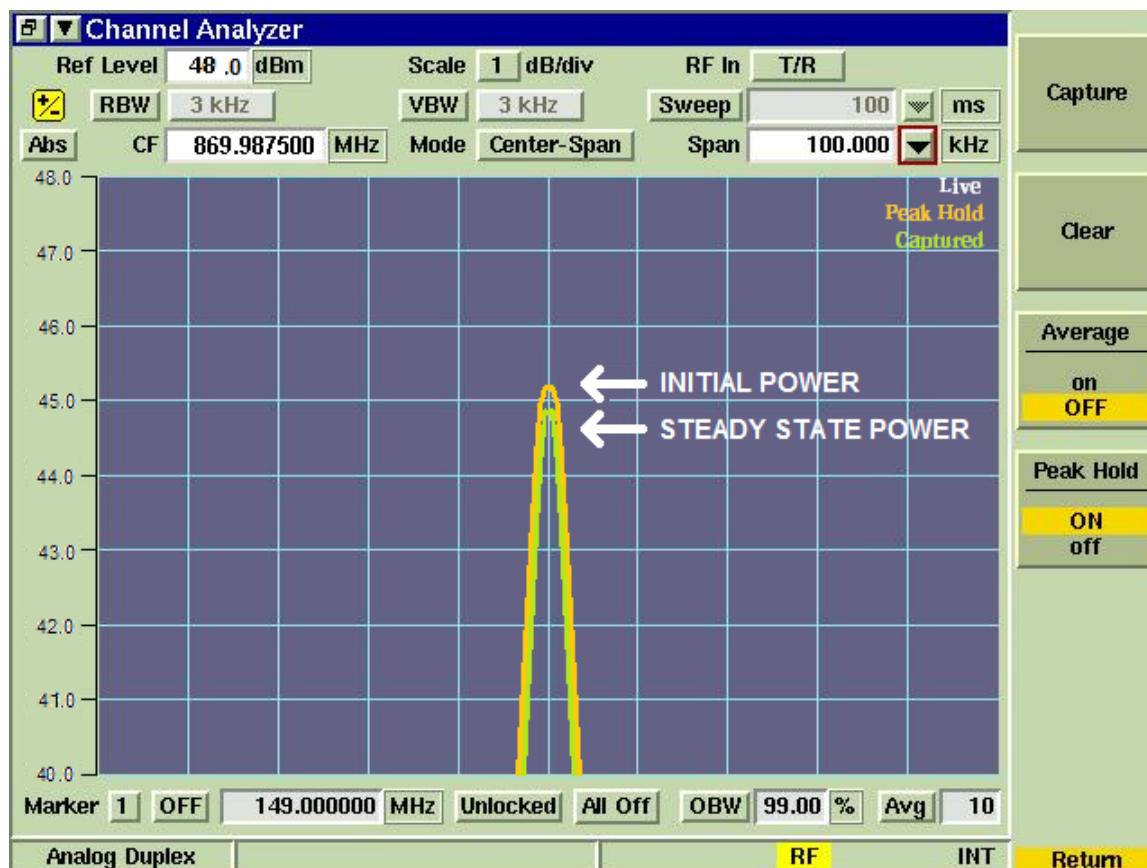 Channel Analyzer
Ref Level 48 .0 dBm Scale 1 dB/div RF In T/R
RBW 3 kHz VBW 3 kHz Sweep 100 ms
Abs CF 869.987500 MHz Mode Center-Span Span 100.000 kHz
48.0
47.0
46.0
45.0
44.0
43.0
42.0
41.0
40.0
Live
Peak Hold
Captured
INITIAL POWER
STEADY STATE POWER
Marker 1 OFF 149.000000 MHz Unlocked All Off OBW 99.00 % Avg 10
Analog Duplex RF INT
Capture
Clear
Average
on
OFF
Peak Hold
ON
off
Return